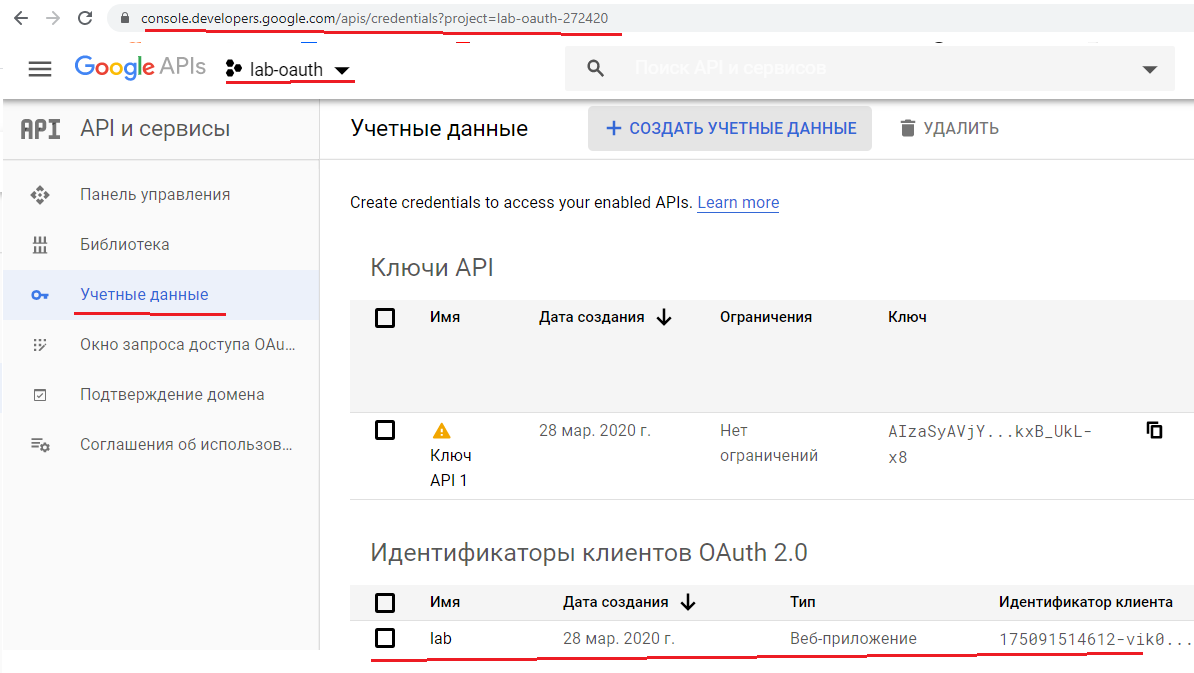 console.developers.google.com/apis/credentials?project=lab-oauth-272420
Google APIs lab-oauth Поиск API и сервисов
API API и сервисы
Учетные данные СОЗДАТЬ УЧЕТНЫЕ ДАННЫЕ УДАЛИТЬ
Панель управления
Библиотека
Учетные данные
Окно запроса доступа OAu...
Подтверждение домена
Соглашения об использов...
Create credentials to access your enabled APIs. Learn more
Ключи API
Имя Дата создания Ограничения Ключ
Ключ API 1 28 мар. 2020 г. Нет ограничений AIzaSyAVjY...kxB_UkL-x8
Идентификаторы клиентов OAuth 2.0
Имя Дата создания Тип Идентификатор клиента
lab 28 мар. 2020 г. Веб-приложение 175091514612-vik0...